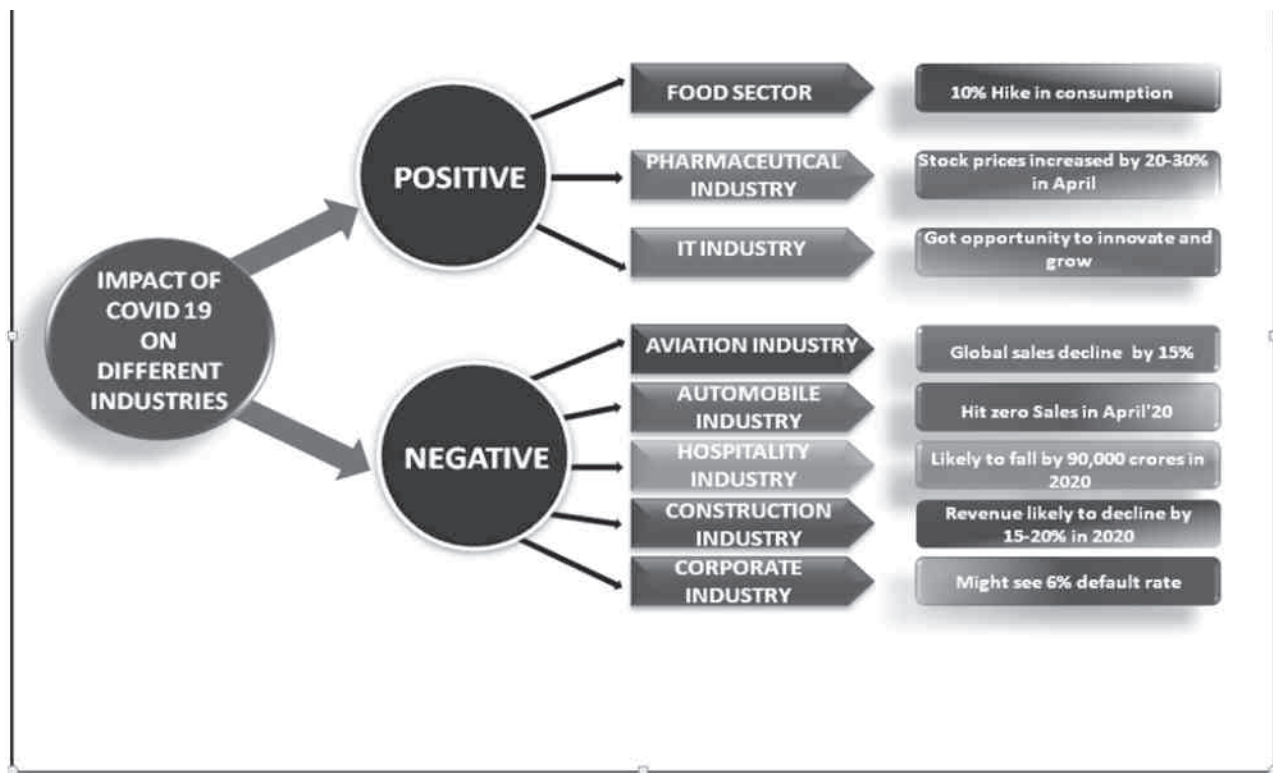 IMPACT OF
COVID 19
ON
DIFFERENT
INDUSTRIES
POSITIVE
FOOD SECTOR
10% Hike in consumption
PHARMACEUTICAL
INDUSTRY
Stock prices increased by 20-30%
in April
IT INDUSTRY
Got opportunity to innovate and
grow
NEGATIVE
AVIATION INDUSTRY
Global sales decline by 15%
AUTOMOBILE
INDUSTRY
Hit zero Sales in April'20
HOSPITALITY
INDUSTRY
Likely to fall by 90,000 crores in
2020
CONSTRUCTION
INDUSTRY
Revenue likely to decline by
15-20% in 2020
CORPORATE
INDUSTRY
Might see 6% default rate